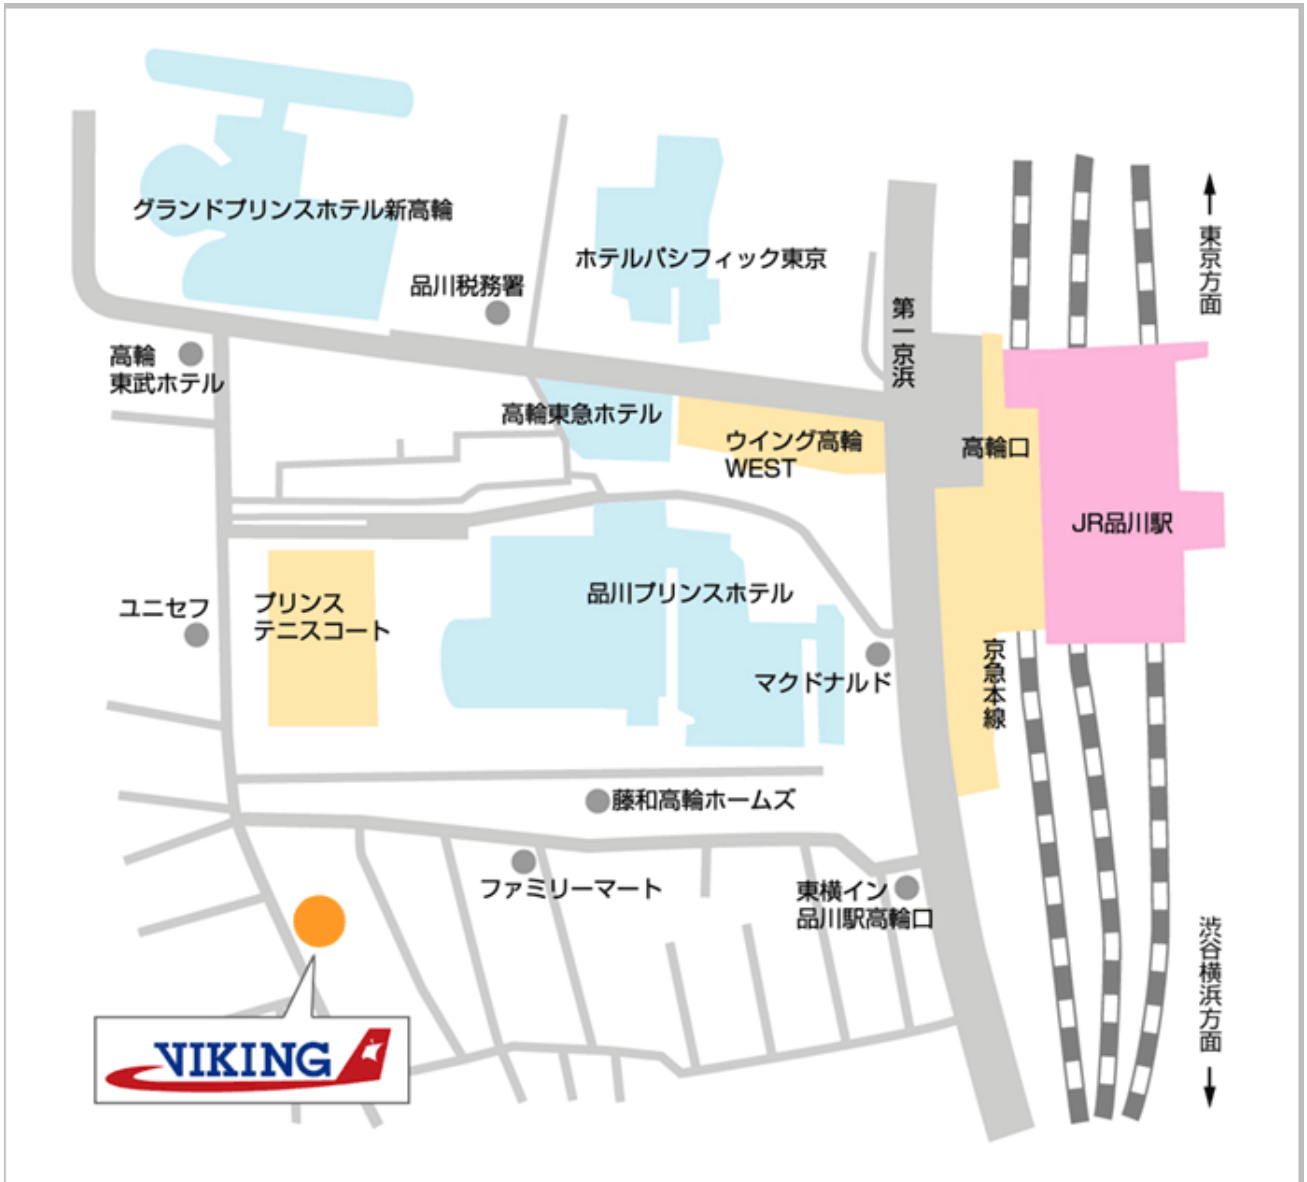 グランドプリンスホテル新高輪
ホテルパシフィック東京
品川税務署
東京方面
第一京浜
高輪
東武ホテル
高輪東急ホテル
ウイング高輪
WEST
高輪口
JR品川駅
ユニセフ
プリンス
テニスコート
品川プリンスホテル
マクドナルド
京急本線
藤和高輪ホームズ
ファミリーマート
東横イン
品川駅高輪口
渋谷横浜方面
VIKING